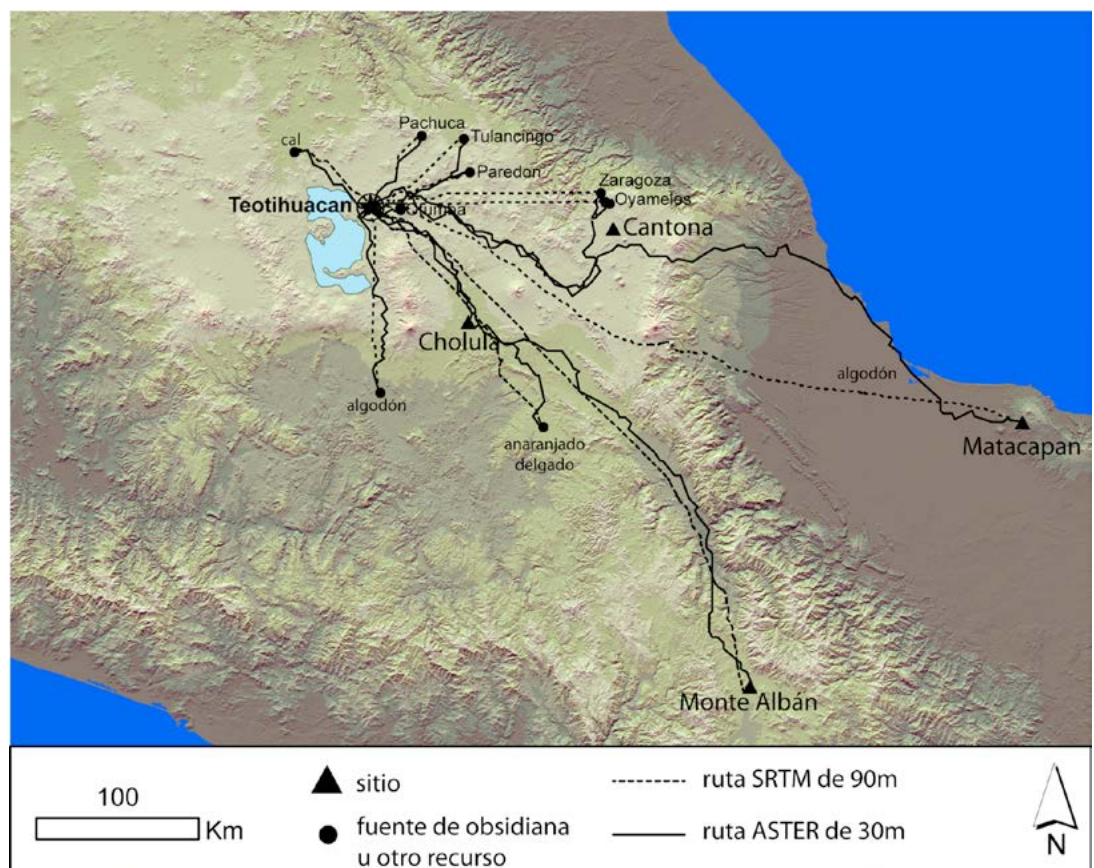 Pachuca
Tulancingo
cal
Paredon
Zaragoza
Teotihuacan
Otumba
Oyameles
Cantona
Cholula
algodón
algodón
anaranjado
delgado
Matacapan
Monte Albán
100
Km
sitio
fuente de obsidiana
u otro recurso
ruta SRTM de 90m
ruta ASTER de 30m
N